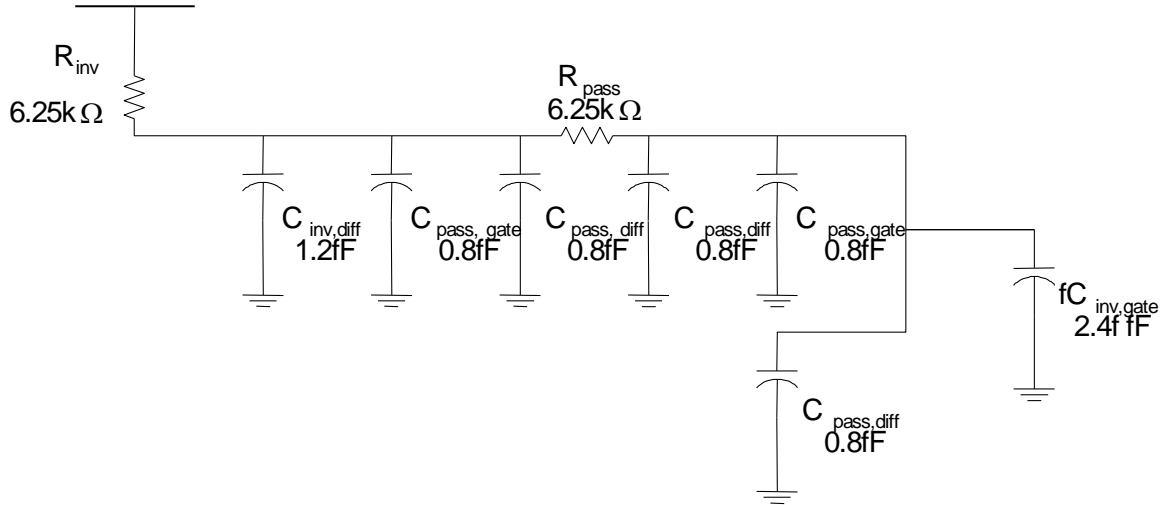 R inv
6.25k Ω
R pass
6.25k Ω
C inv,diff
1.2fF
C pass, gate
0.8fF
C pass, diff
0.8fF
C pass,diff
0.8fF
C pass,gate
0.8fF
fC inv,gate
2.4f fF
C pass,diff
0.8fF